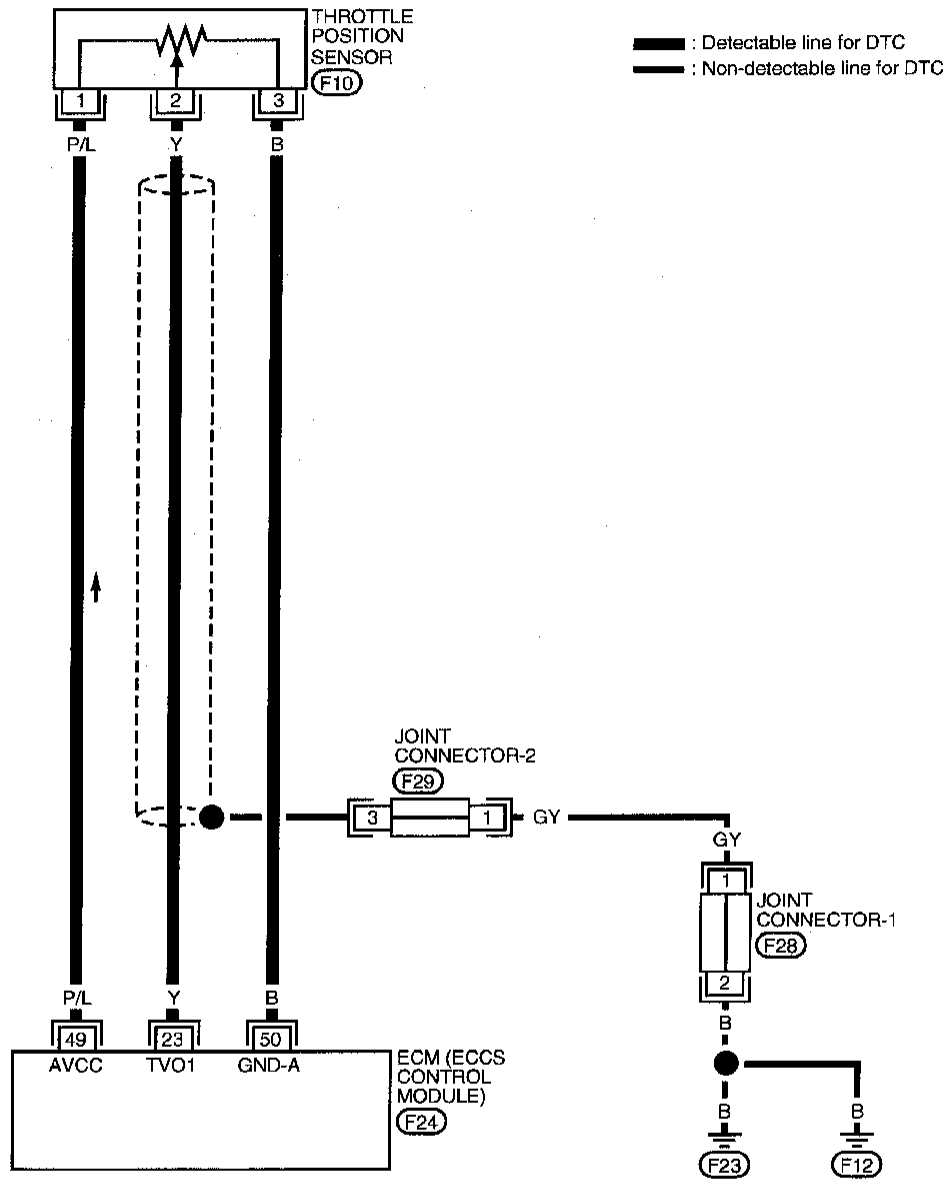 THROTTLE
POSITION
SENSOR
F10
: Detectable line for DTC
: Non-detectable line for DTC
1 2 3
P/L Y B
JOINT
CONNECTOR-2
F29
3 1 GY
GY
1
JOINT
CONNECTOR-1
F28
2
B
P/L Y B
49 23 50
AVCC TVO1 GND-A
ECM (ECCS
CONTROL
MODULE)
F24
B B
F23 F12